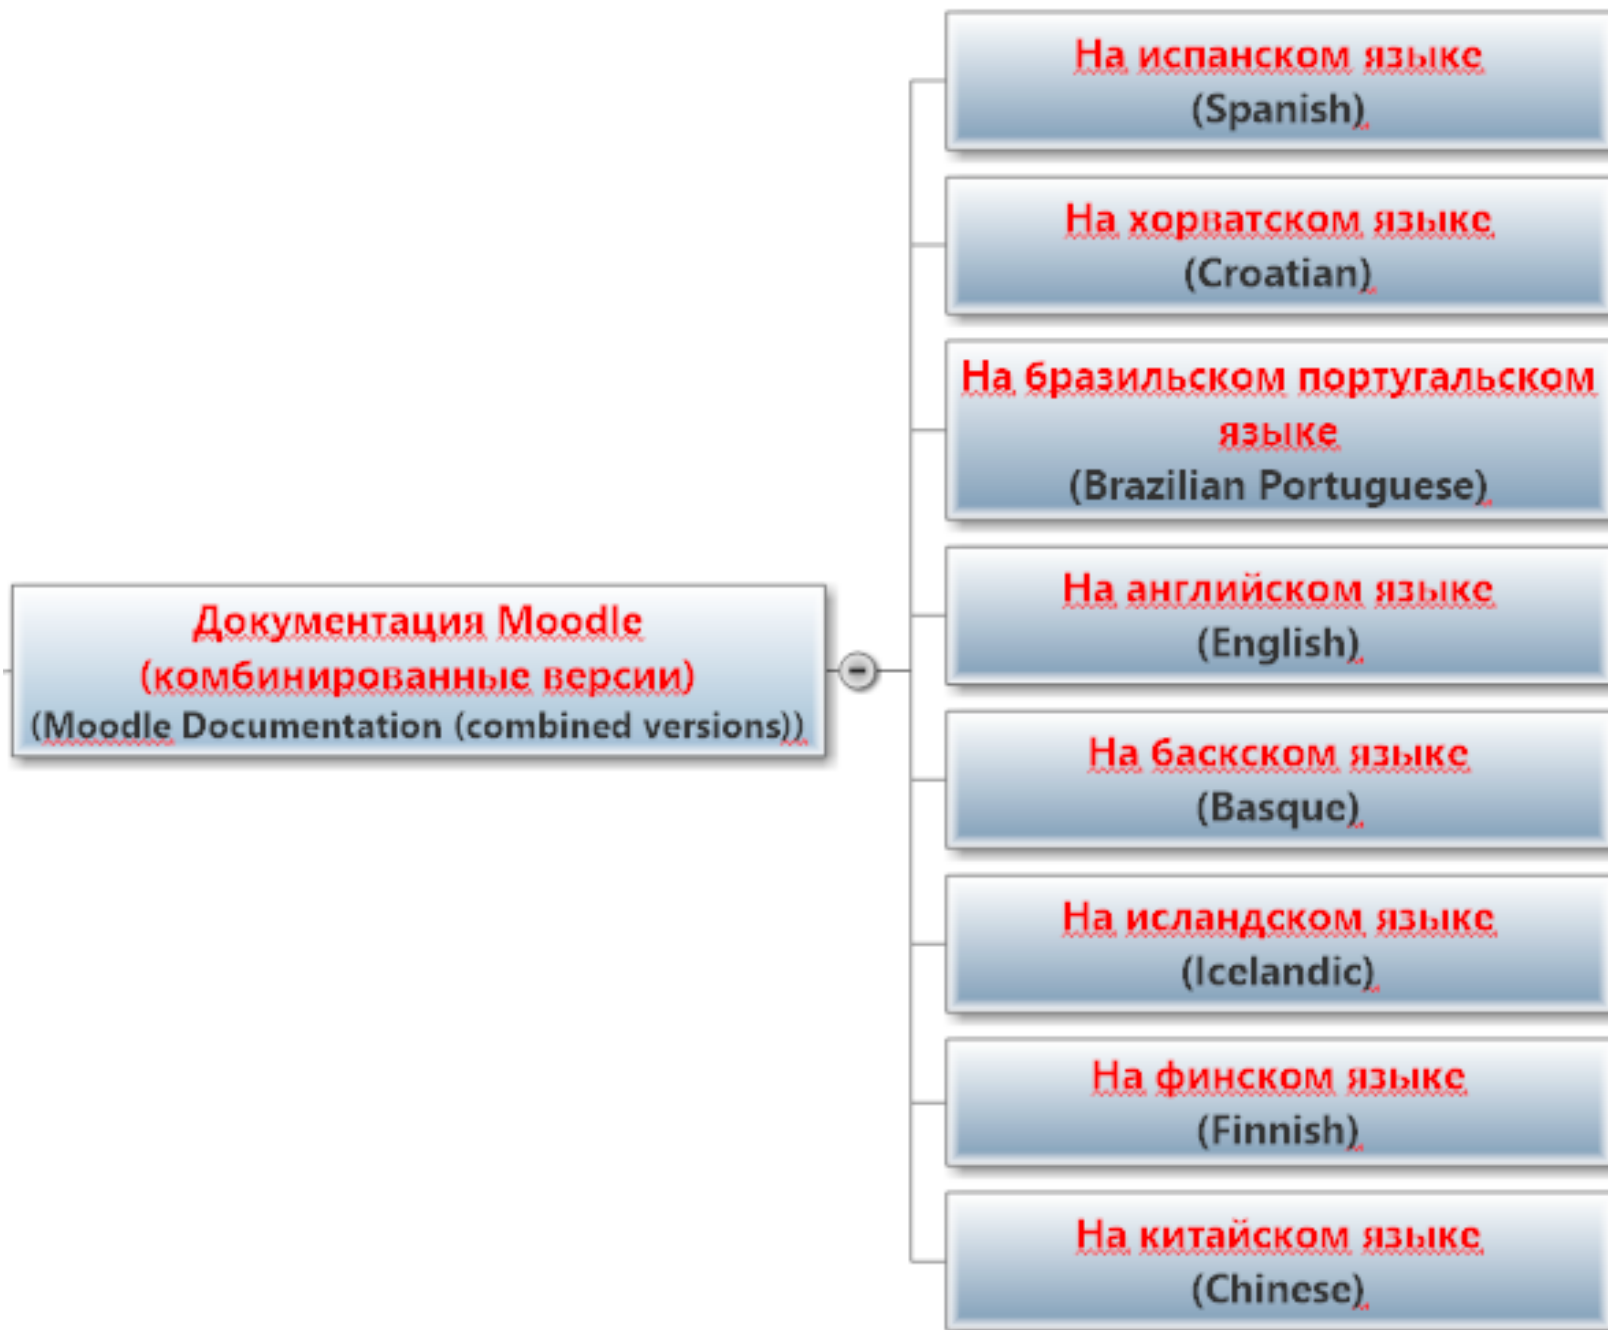 Документация Moodle
(комбинированные версии)
(Moodle Documentation (combined versions))
На испанском языке
(Spanish)
На хорватском языке
(Croatian)
На бразильском португальском
языке
(Brazilian Portuguese)
На английском языке
(English)
На баскском языке
(Basque)
На исландском языке
(Icelandic)
На финском языке
(Finnish)
На китайском языке
(Chinese)